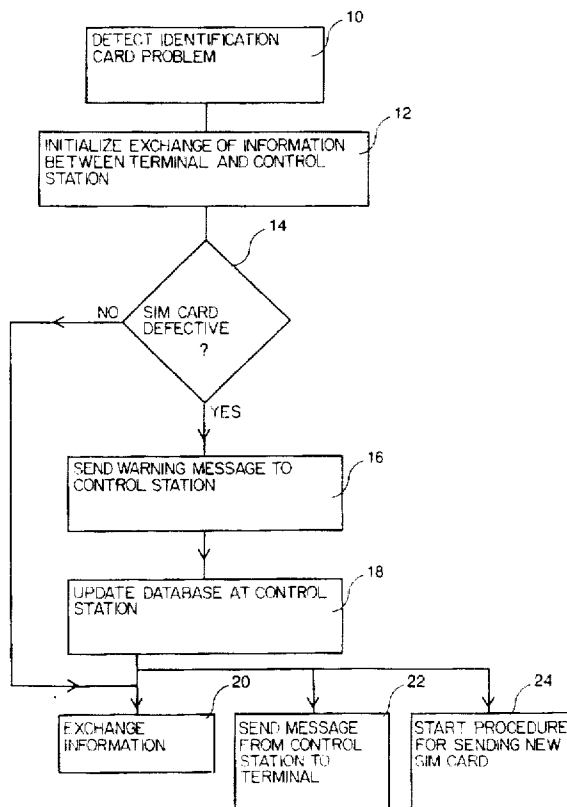 10
DETECT IDENTIFICATION
CARD PROBLEM
12
INITIALIZE EXCHANGE OF INFORMATION
BETWEEN TERMINAL AND CONTROL
STATION
14
NO
SIM CARD
DEFECTIVE
?
YES
16
SEND WARNING MESSAGE TO
CONTROL STATION
18
UPDATE DATABASE AT CONTROL
STATION
20
EXCHANGE
INFORMATION
22
SEND MESSAGE
FROM CONTROL
STATION TO
TERMINAL
24
START PROCEDURE
FOR SENDING NEW
SIM CARD